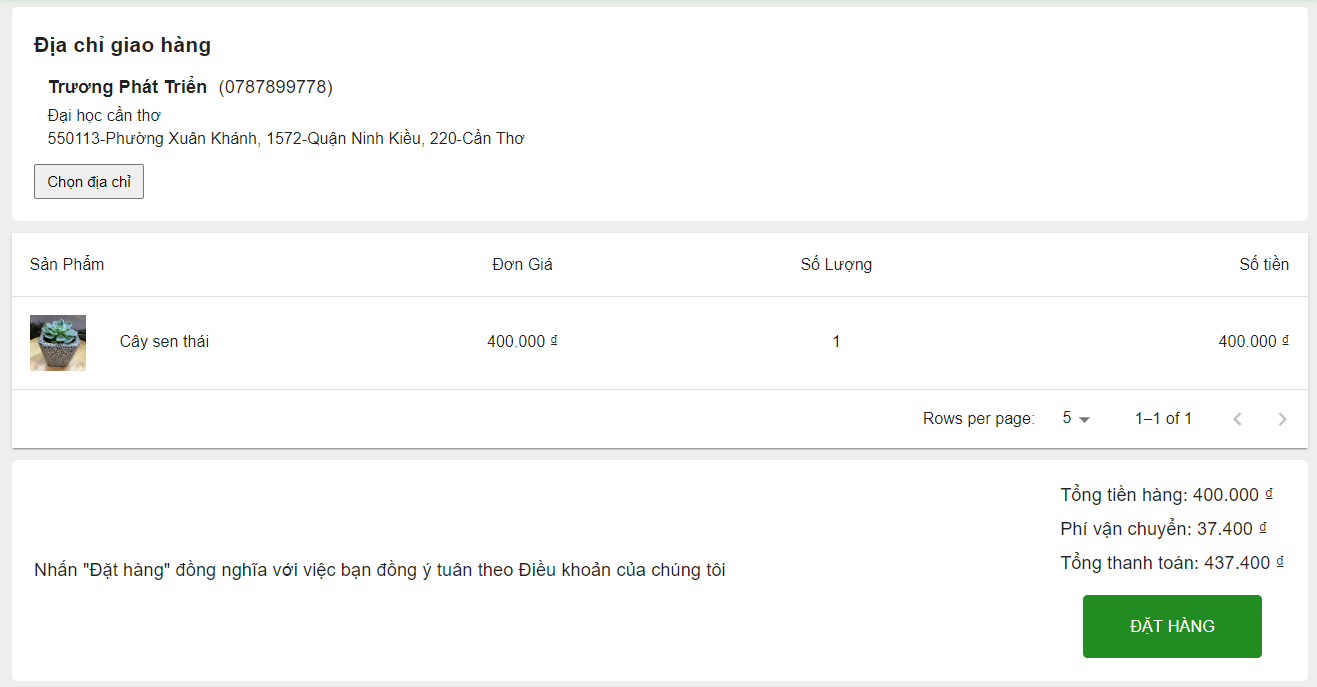 Địa chỉ giao hàng
Trương Phát Triển (0787899778)
Đại học cần thơ
550113-Phường Xuân Khánh, 1572-Quận Ninh Kiều, 220-Cần Thơ
Chọn địa chỉ
Sản Phẩm Đơn Giá Số Lượng Số tiền
Cây sen thái 400.000 ₫ 1 400.000 ₫
Rows per page: 5 1–1 of 1
Tổng tiền hàng: 400.000 ₫
Phí vận chuyển: 37.400 ₫
Nhấn "Đặt hàng" đồng nghĩa với việc bạn đồng ý tuân theo Điều khoản của chúng tôi
Tổng thanh toán: 437.400 ₫
ĐẶT HÀNG